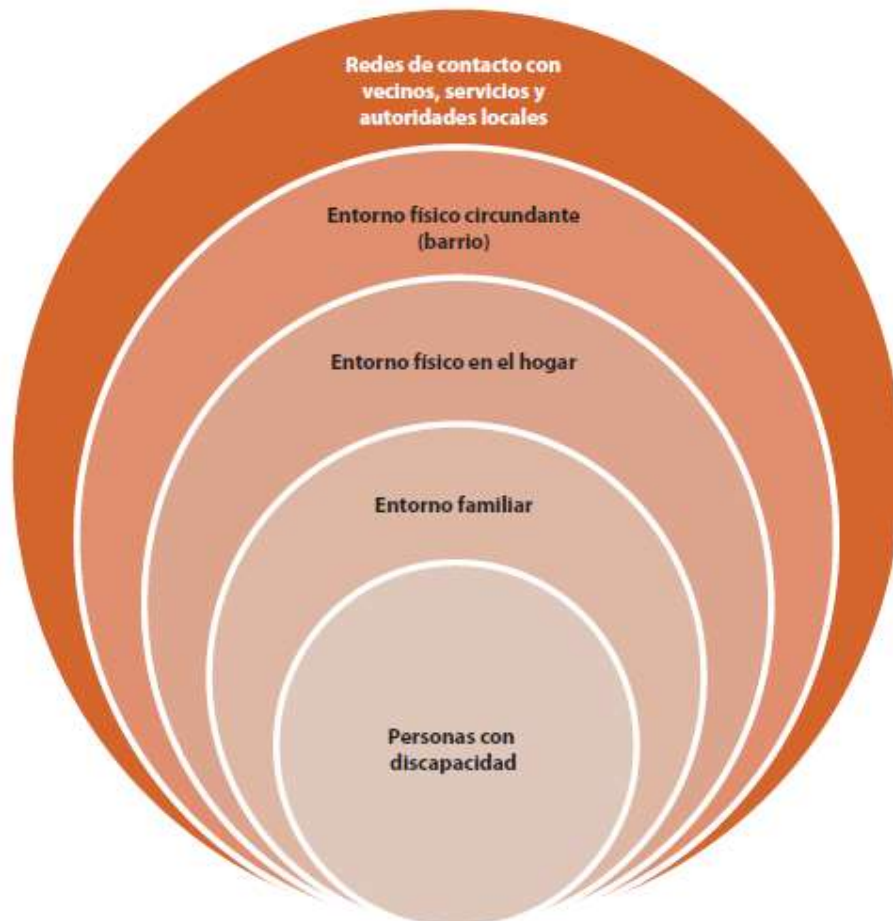 Redes de contacto con
vecinos, servicios y
autoridades locales
Entorno físico circundante
(barrio)
Entorno físico en el hogar
Entorno familiar
Personas con
discapacidad